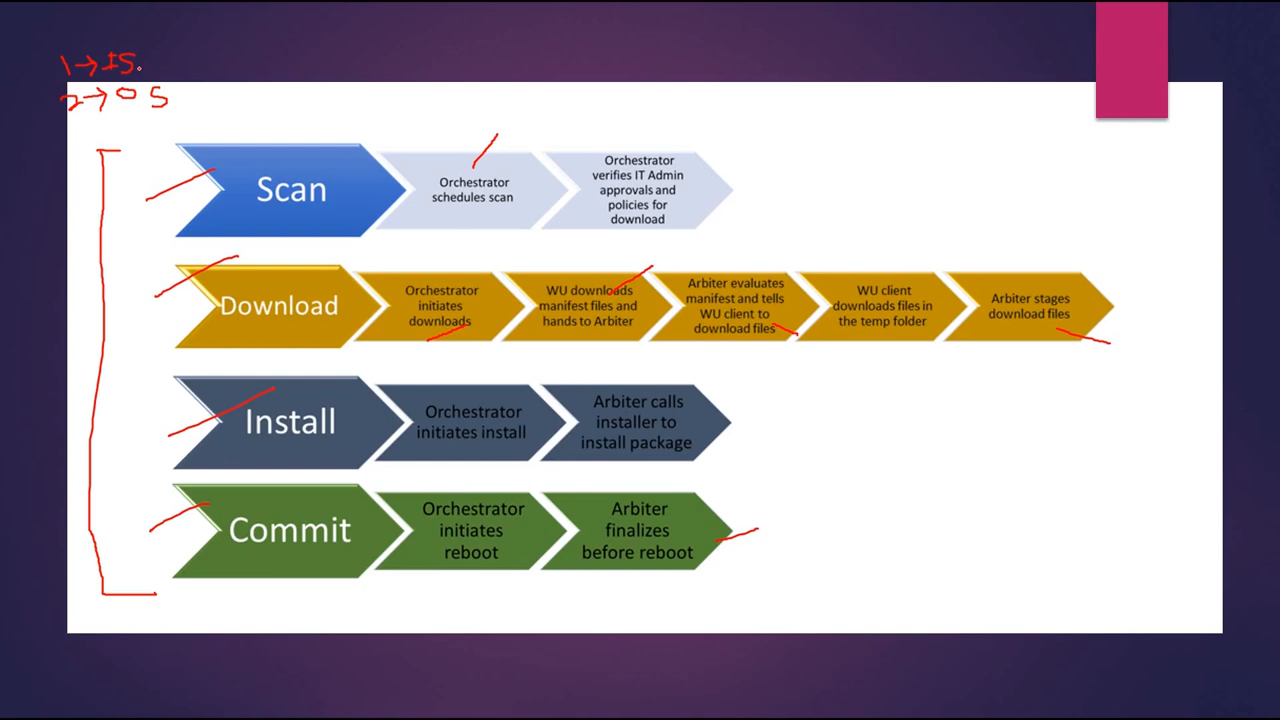 1→IS.
2→OS
Scan
Orchestrator
schedules scan
Orchestrator
verifies IT Admin
approvals and
policies for
download
Download
Orchestrator
initiates
downloads
WU downloads
manifest files and
hands to Arbiter
Arbiter evaluates
manifest and tells
WU client to
download files
WU client
downloads files in
the temp folder
Arbiter stages
download files
Install
Orchestrator
initiates install
Arbiter calls
installer to
install package
Commit
Orchestrator
initiates
reboot
Arbiter
finalizes
before reboot